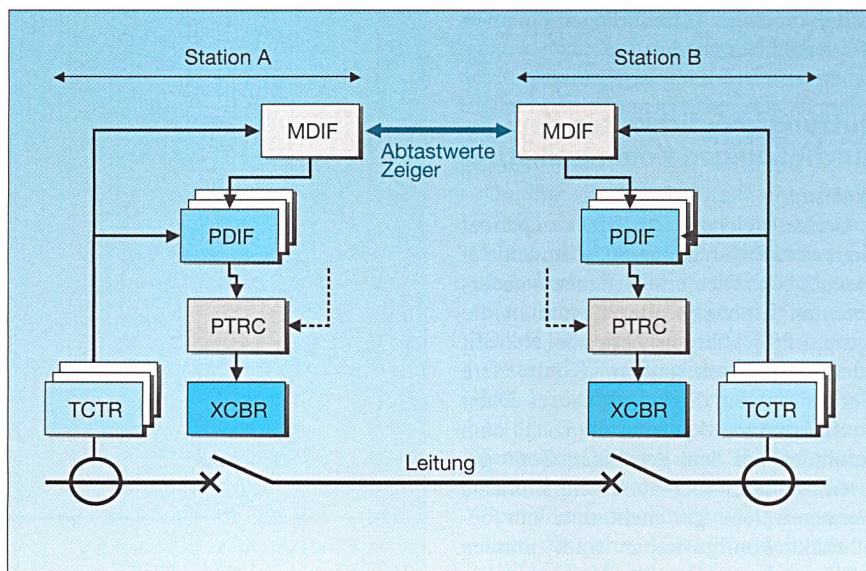 Station A
Station B
MDIF
MDIF
Abtastwerte
Zeiger
PDIF
PDIF
PTRC
PTRC
TCTR
XCBR
XCBR
TCTR
Leitung